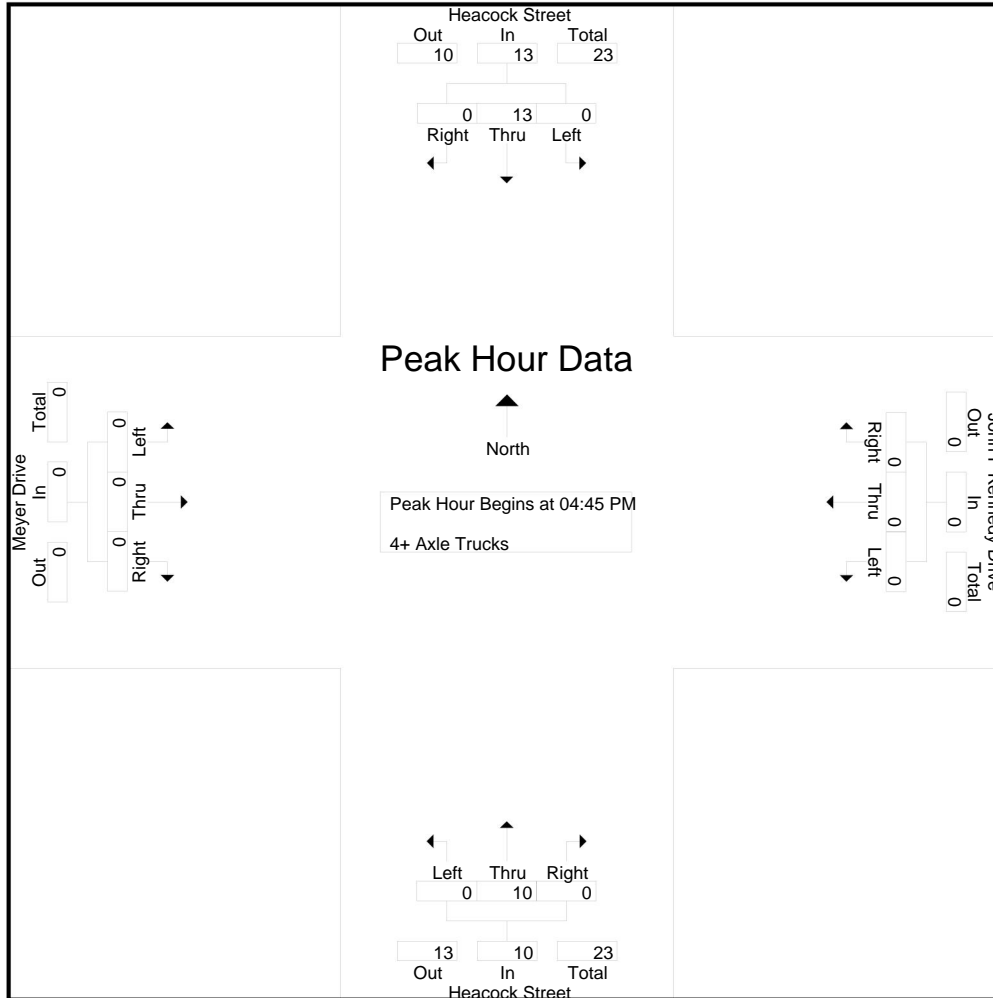 Heacock Street
Out In Total
10 13 23
0 13 0
Right Thru Left
Peak Hour Data
North
Peak Hour Begins at 04:45 PM
4+ Axle Trucks
Meyer Drive
Total In Out
0 0 0
0 0 0
Left Thru Right
Right Thru Left
0 0 0
0 0 0
Out In Total
Drive
Left Thru Right
0 10 0
13 10 23
Out In Total
Heacock Street